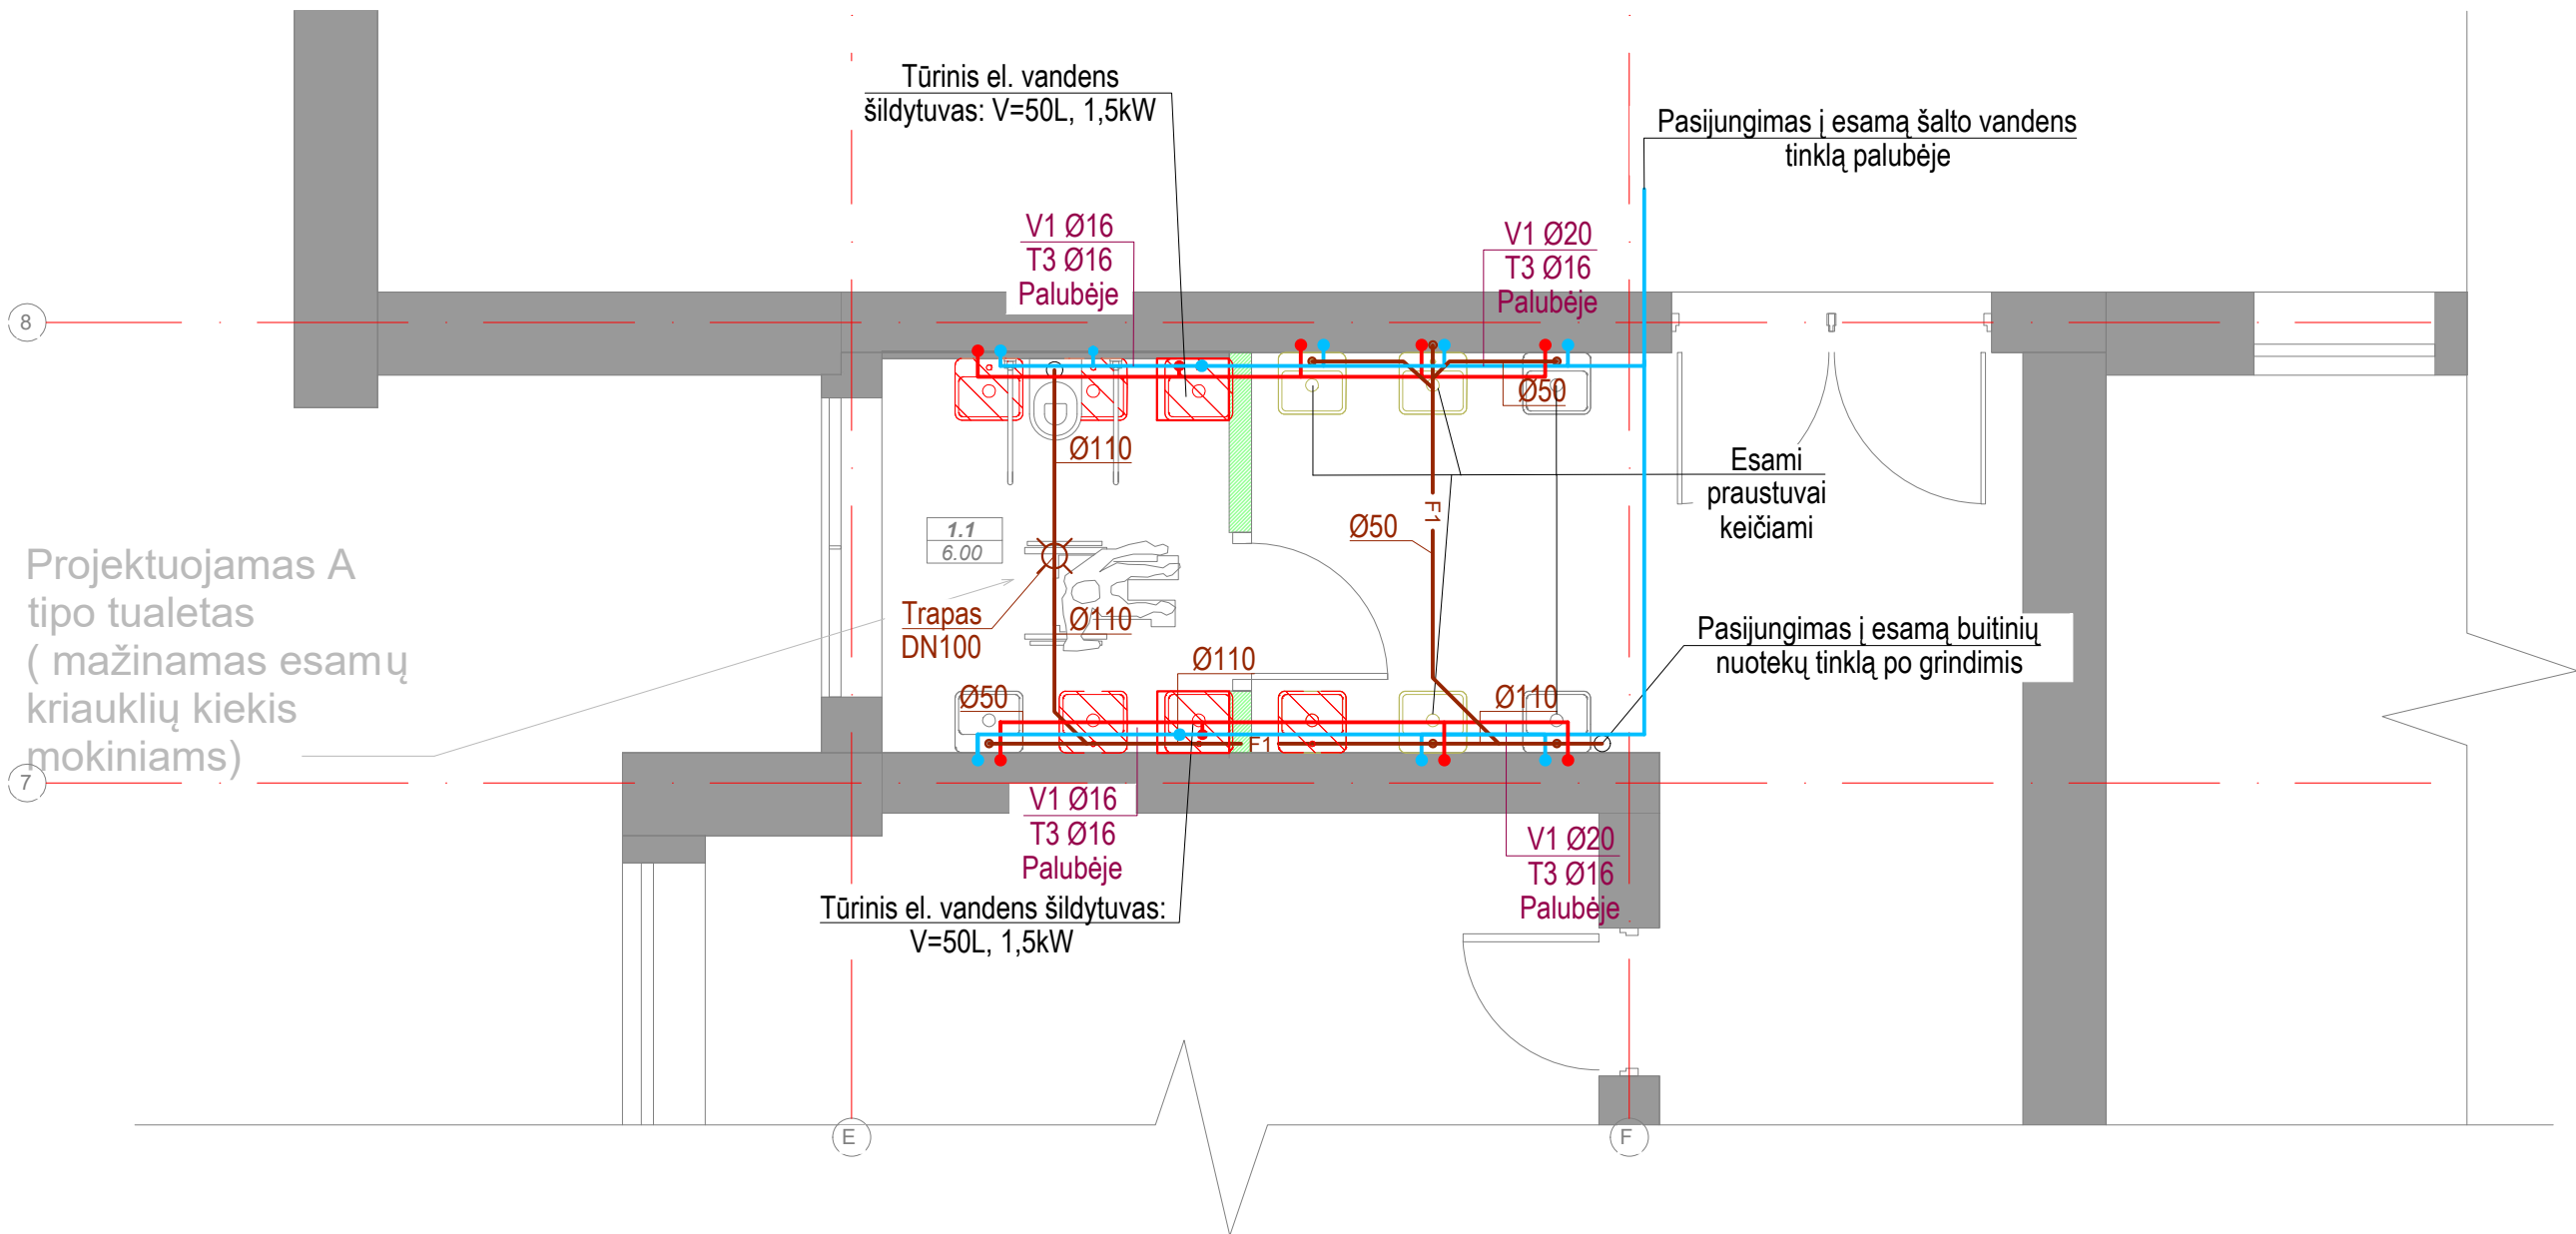 Tūrinis el. vandens
šildytuvas: V=50L, 1,5kW
Pasijungimas į esamą šalto vandens
tinklą palubėje
V1 Ø16
T3 Ø16
Palubėje
V1 Ø20
T3 Ø16
Palubėje
8
Ø50
Ø110
Esami
praustuvai
keičiami
F1
Ø50
1.1
6.00
Projektuojamas A
tipo tualetas
( mažinamas esamų
kriauklių kiekis
mokiniams)
Trapas
DN100
Ø110
Pasijungimas į esamą buitinių
nuotekų tinklą po grindimis
Ø110
Ø50
Ø110
F1
7
V1 Ø16
T3 Ø16
Palubėje
V1 Ø20
T3 Ø16
Palubėje
Tūrinis el. vandens šildytuvas:
V=50L, 1,5kW
E
F